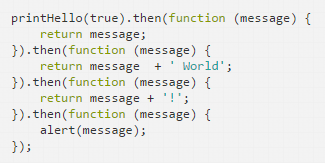 printHello(true).then(function (message) {
    return message;
}).then(function (message) {
    return message  + ' World';
}).then(function (message) {
    return message + '!';
}).then(function (message) {
    alert(message);
});